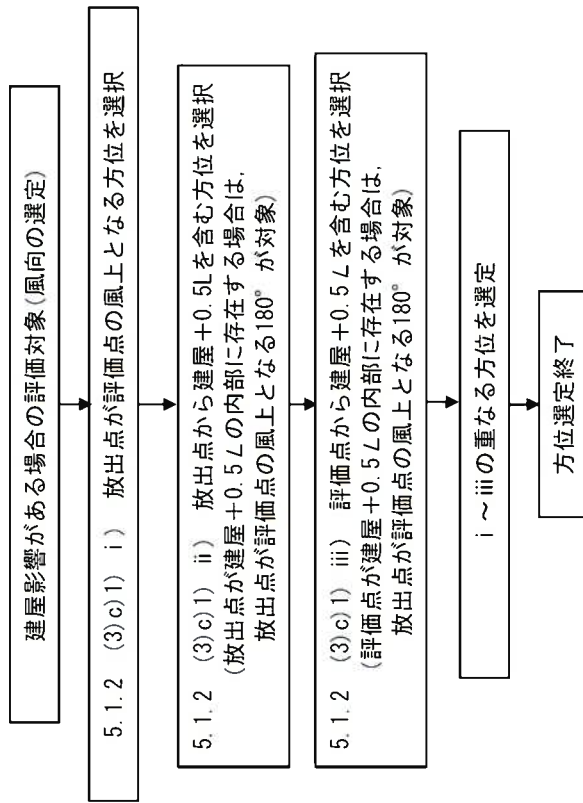 建屋影響がある場合の評価対象(風向の選定)
5.1.2 (3)c)1) i) 放出点が評価点の風上となる方位を選択
5.1.2 (3)c)1) ii) 放出点から建屋+0.5Lを含む方位を選択
(放出点が建屋+0.5Lの内部に存在する場合は,
放出点が評価点の風上となる180°が対象)
5.1.2 (3)c)1) iii) 評価点から建屋+0.5Lを含む方位を選択
(評価点が建屋+0.5Lの内部に存在する場合は,
放出点が評価点の風上となる180°が対象)
i~iiiの重なる方位を選定
方位選定終了